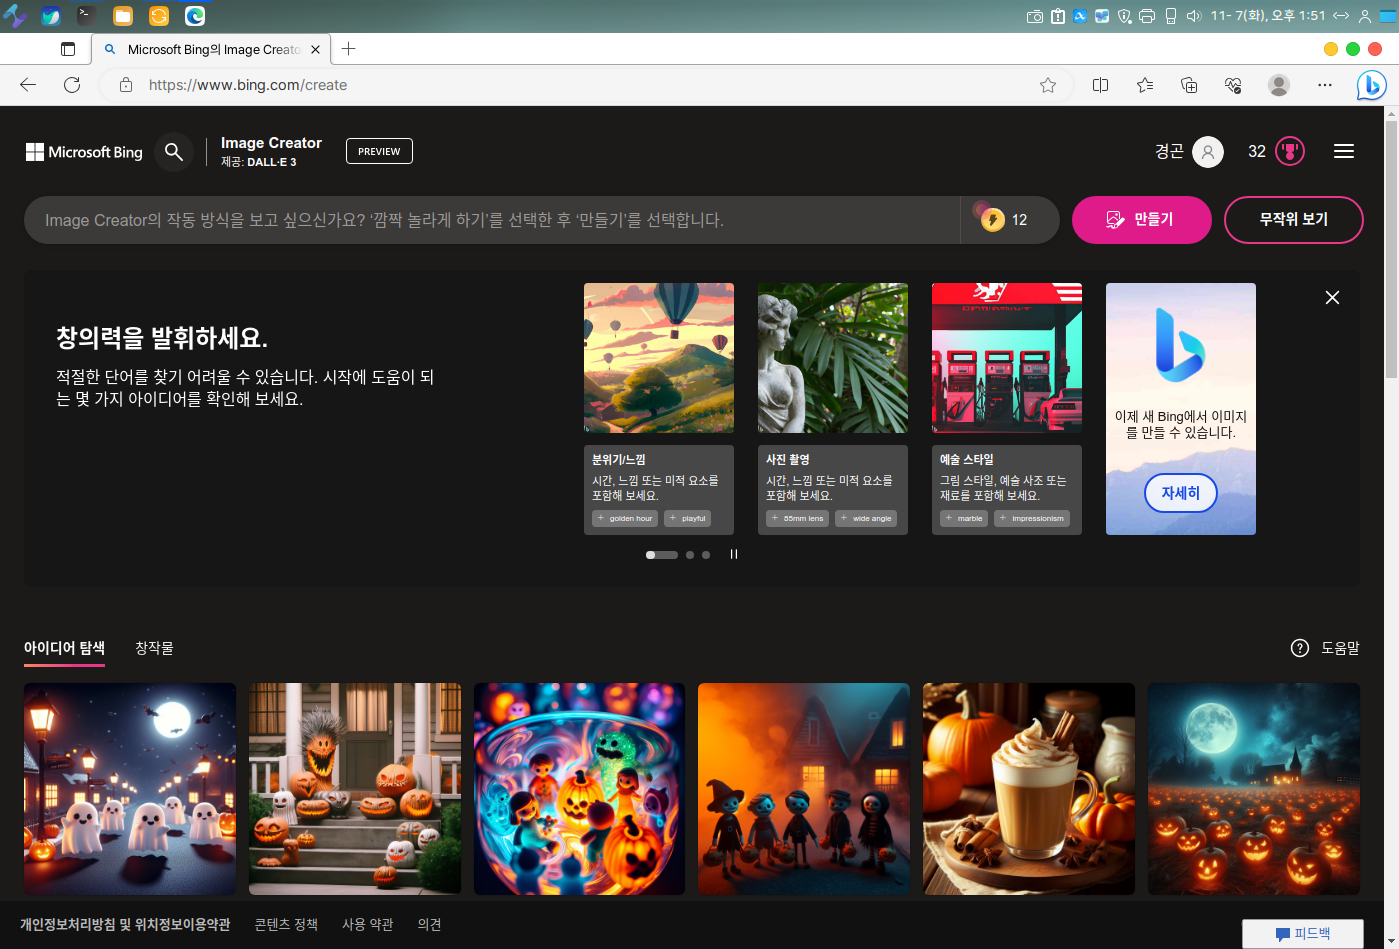 11- 7(화), 오후 1:51
Microsoft Bing의 Image Creato
https://www.bing.com/create
Microsoft Bing
Image Creator
제공: DALL·E 3
PREVIEW
경곤
32
Image Creator의 작동 방식을 보고 싶으신가요? ‘깜짝 놀라게 하기’를 선택한 후 ‘만들기’를 선택합니다.
12
만들기
무작위 보기
창의력을 발휘하세요.
적절한 단어를 찾기 어려울 수 있습니다. 시작에 도움이 되
는 몇 가지 아이디어를 확인해 보세요.
분위기/느낌
시간, 느낌 또는 미적 요소를
포함해 보세요.
+ golden hour + playful
사진 촬영
시간, 느낌 또는 미적 요소를
포함해 보세요.
+ 85mm lens + wide angle
예술 스타일
그림 스타일, 예술 사조 또는
재료를 포함해 보세요.
+ marble + impressionism
이제 새 Bing에서 이미지
를 만들 수 있습니다.
자세히
아이디어 탐색
창작물
도움말
개인정보처리방침 및 위치정보이용약관
콘텐츠 정책
사용 약관
의견
피드백